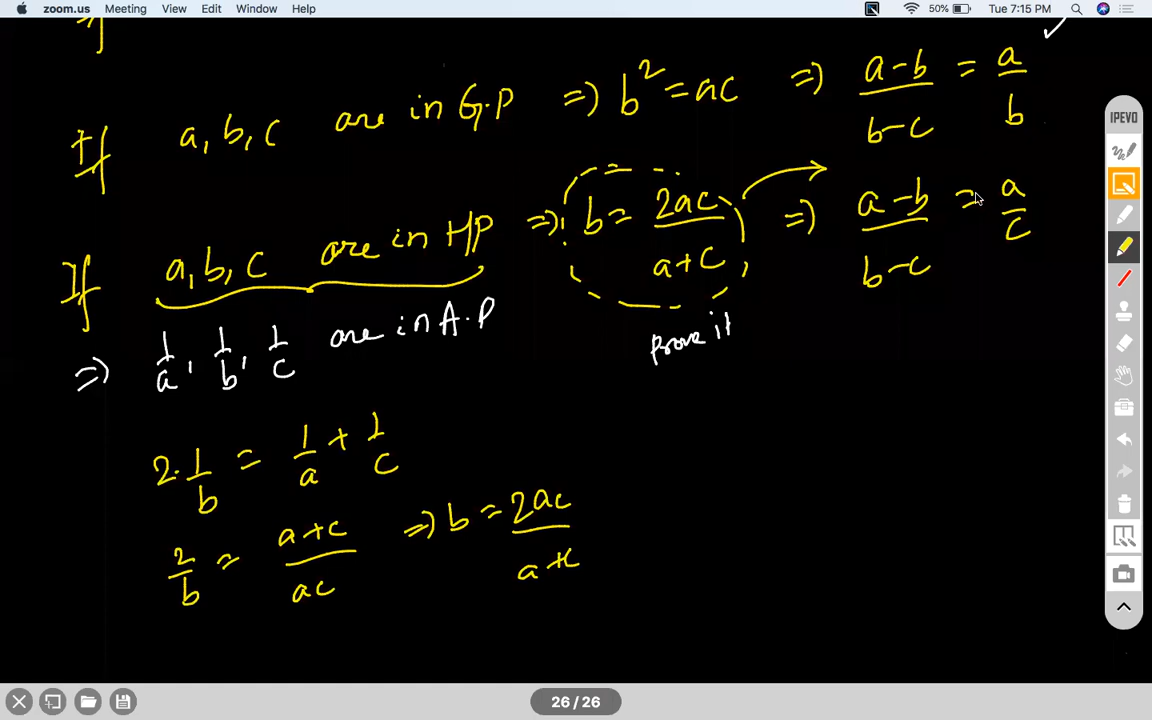 zoom.us Meeting View Edit Window Help 50% Tue 7:15 PM
If a, b, c are in G.P => b² = ac => (a-b)/(b-c) = a/b
IPEVO
If a, b, c are in HP => b = 2ac/(a+c) => (a-b)/(b-c) = a/c
prove it
=> 1/a, 1/b, 1/c are in A.P
2·1/b = 1/a + 1/c
2/b = (a+c)/ac => b = 2ac/(a+c)
26 / 26